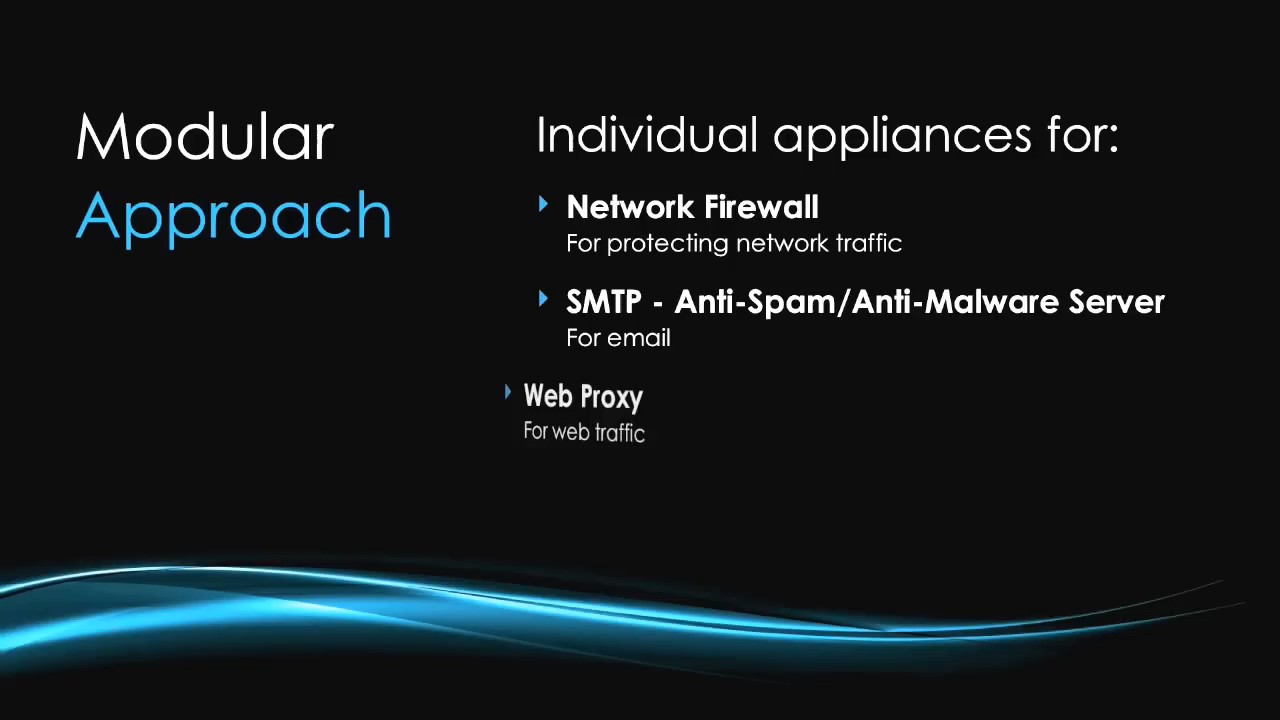 Modular
Approach
Individual appliances for:
Network Firewall
For protecting network traffic
SMTP - Anti-Spam/Anti-Malware Server
For email
Web Proxy
For web traffic